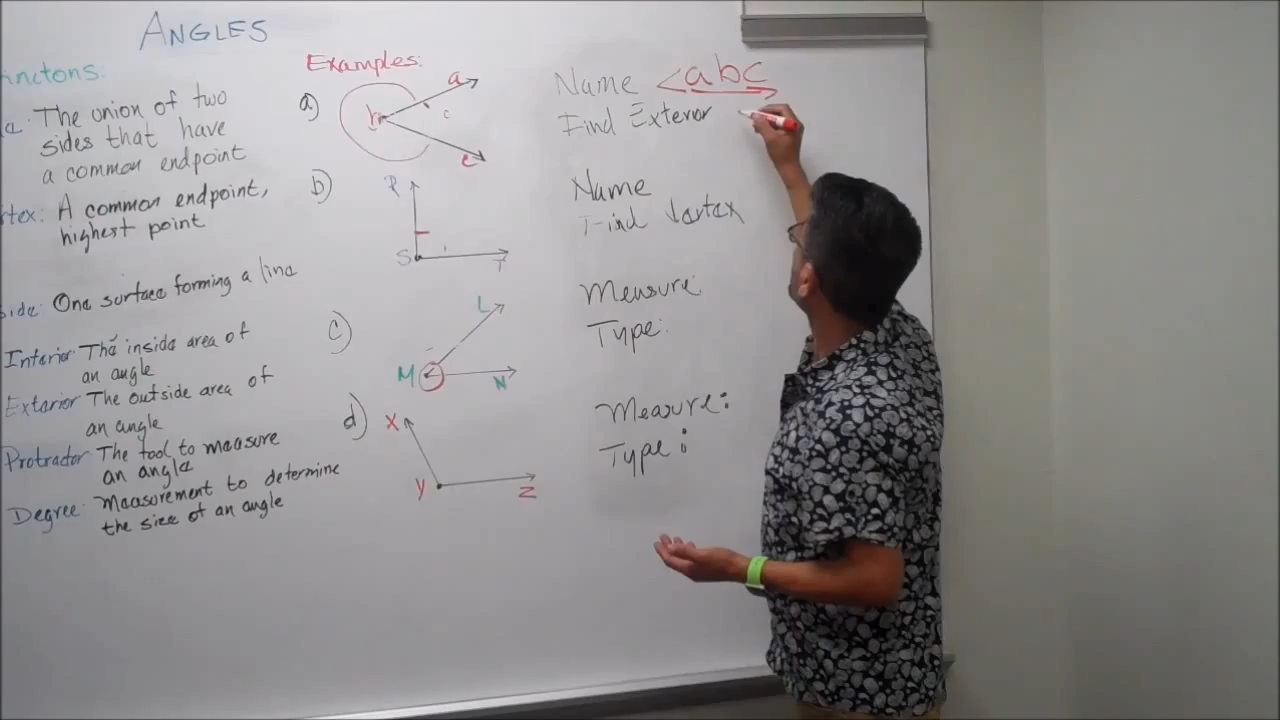 ANGLES
The union of two
sides that have
a common endpoint
A common endpoint,
highest point
side: One surface forming a line
Interior: The inside area of
an angle
Exterior The outside area of
an angle
Protractor The tool to measure
an angle
Degree: Measurement to determine
the size of an angle
Examples:
a)
a
b
c
c
b)
R
S
T
c)
L
M
N
d)
X
Y
Z
Name <abc
Find Exterior
Name
Find Vertex
Measure:
Type:
Measure:
Type: